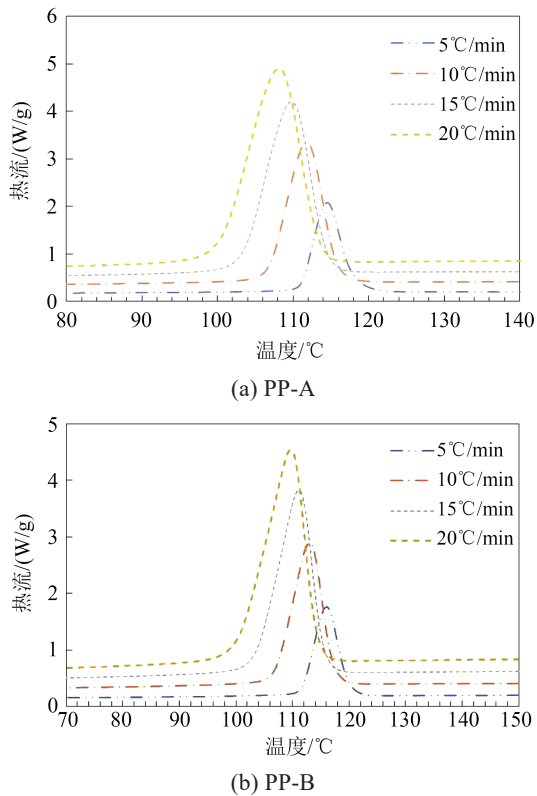 6
5
4
3
2
1
0
热流/(W/g)
5℃/min
10℃/min
15℃/min
20℃/min
80 90 100 110 120 130 140
温度/℃
(a) PP-A
5
4
3
2
1
0
热流/(W/g)
5℃/min
10℃/min
15℃/min
20℃/min
70 80 90 100 110 120 130 140 150
温度/℃
(b) PP-B